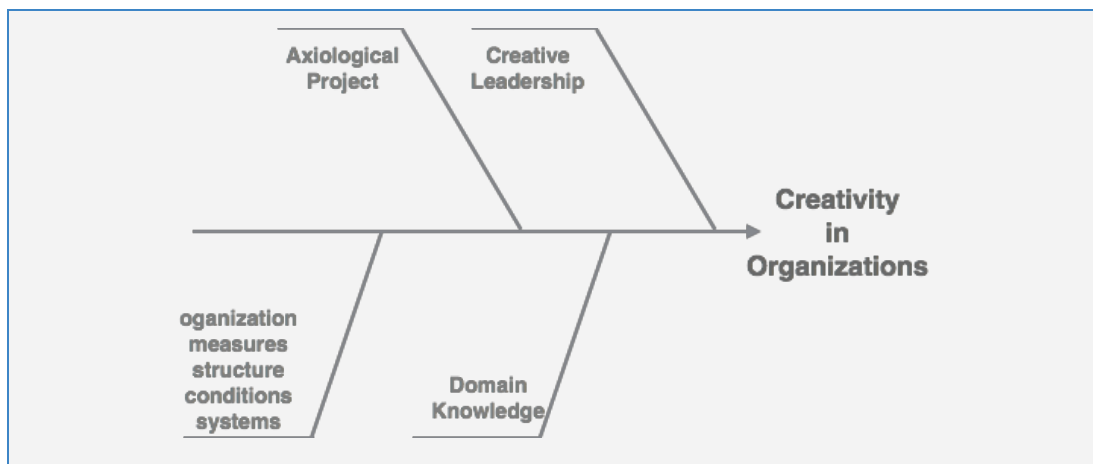 Axiological
Project
Creative
Leadership
Creativity
in
Organizations
oganization
measures
structure
conditions
systems
Domain
Knowledge